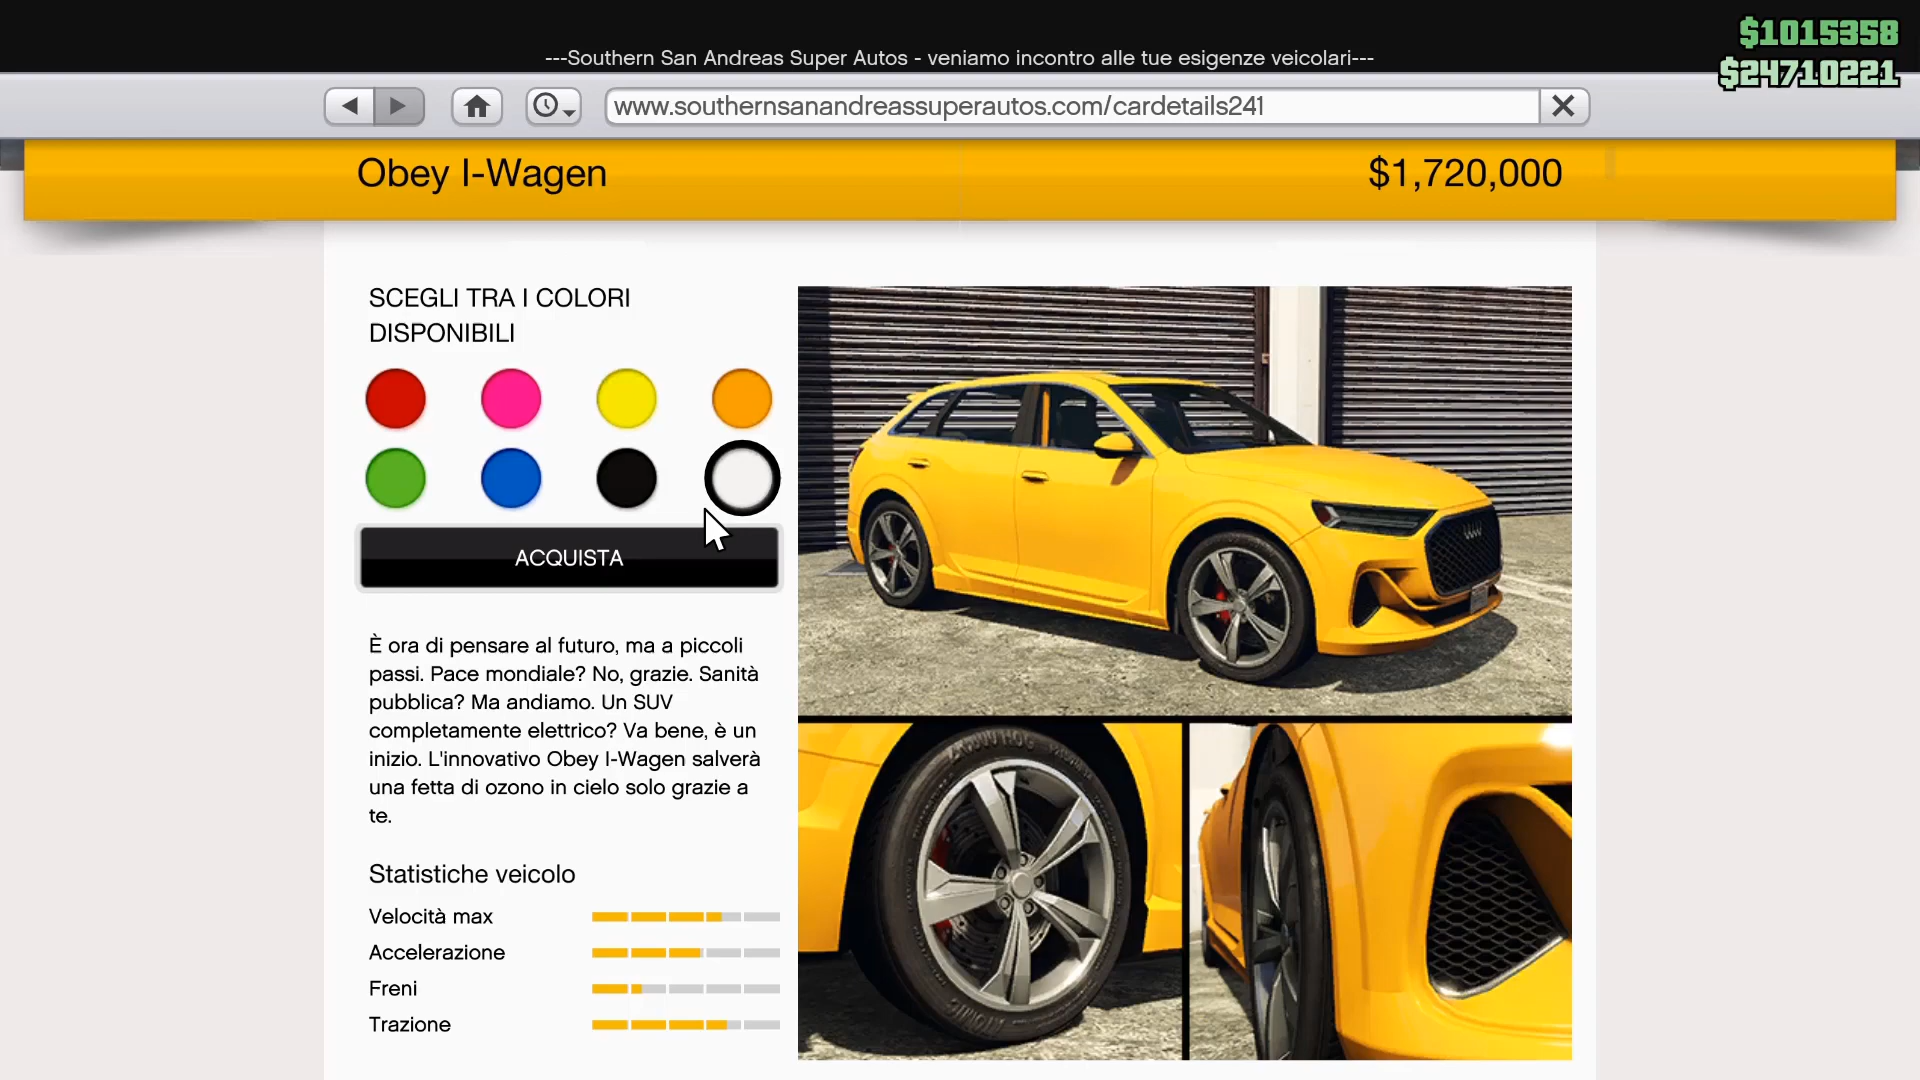 $1015358
---Southern San Andreas Super Autos - veniamo incontro alle tue esigenze veicolari---
$24710221
www.southernsanandreassuperautos.com/cardetails241
Obey I-Wagen
$1,720,000
SCEGLI TRA I COLORI
DISPONIBILI
ACQUISTA
È ora di pensare al futuro, ma a piccoli
passi. Pace mondiale? No, grazie. Sanità
pubblica? Ma andiamo. Un SUV
completamente elettrico? Va bene, è un
inizio. L'innovativo Obey I-Wagen salverà
una fetta di ozono in cielo solo grazie a
te.
Statistiche veicolo
Velocità max
Accelerazione
Freni
Trazione